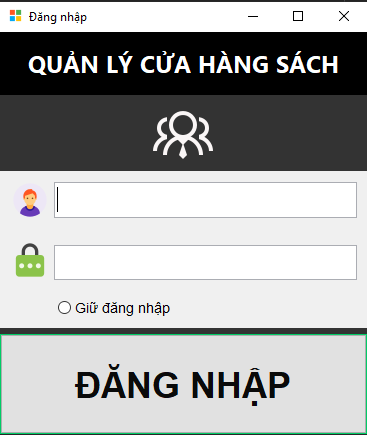 Đăng nhập
QUẢN LÝ CỬA HÀNG SÁCH
Giữ đăng nhập
ĐĂNG NHẬP